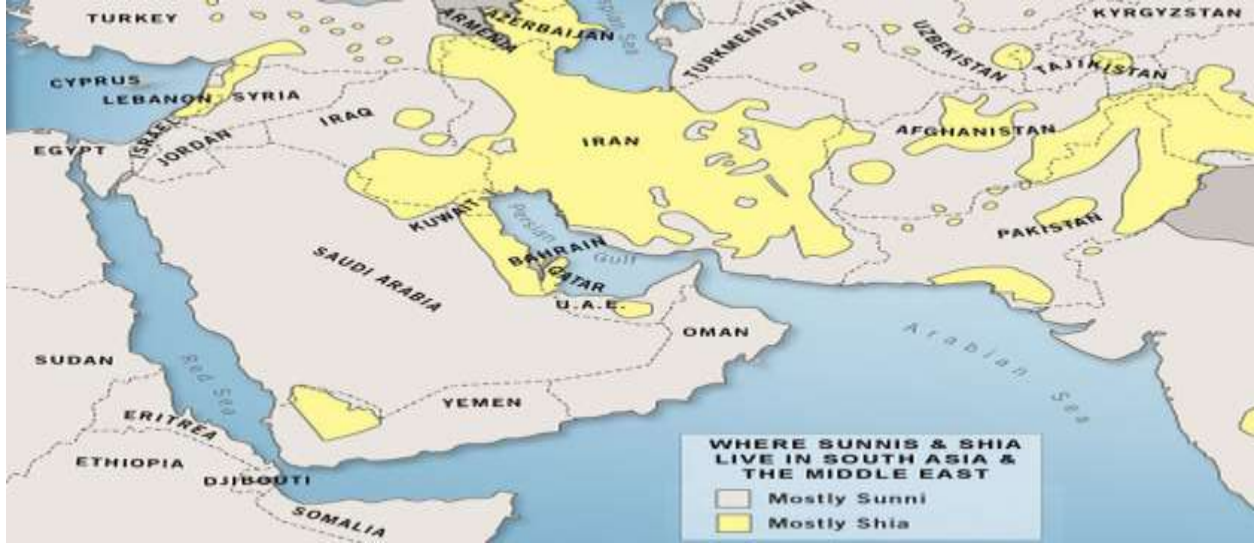 TURKEY
ARMENIA
AZERBAIJAN
Caspian Sea
TURKMENISTAN
UZBEKISTAN
KYRGYZSTAN
TAJIKISTAN
CYPRUS
LEBANON
SYRIA
IRAQ
IRAN
AFGHANISTAN
EGYPT
ISRAEL
JORDAN
KUWAIT
Persian
Gulf
BAHRAIN
QATAR
PAKISTAN
SAUDI ARABIA
U.A.E.
OMAN
SUDAN
Red Sea
Arabian Sea
YEMEN
ERITREA
ETHIOPIA
DJIBOUTI
SOMALIA
WHERE SUNNIS & SHIA
LIVE IN SOUTH ASIA &
THE MIDDLE EAST
Mostly Sunni
Mostly Shia